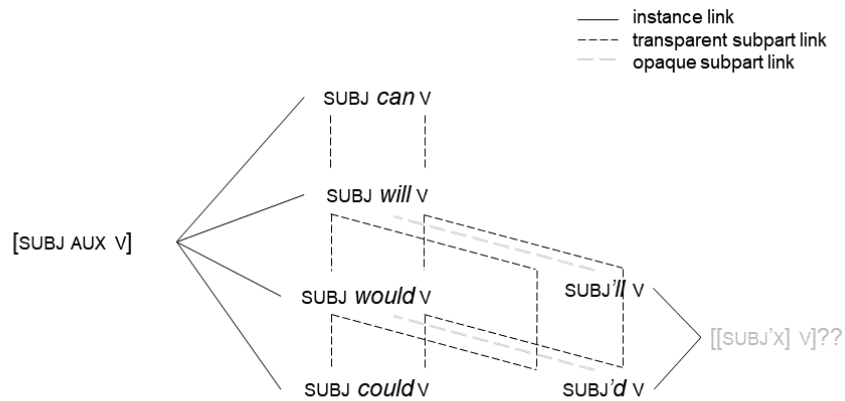 instance link
transparent subpart link
opaque subpart link
SUBJ can V
SUBJ will V
[SUBJ AUX V]
SUBJ'll V
SUBJ would V
[[SUBJ'X] V]??
SUBJ could V
SUBJ'd V